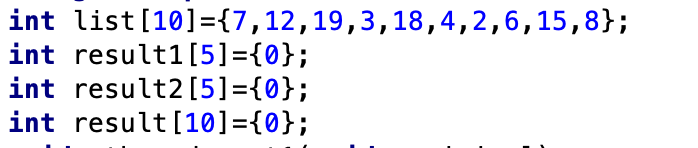 int list[10]={7,12,19,3,18,4,2,6,15,8};
int result1[5]={0};
int result2[5]={0};
int result[10]={0};